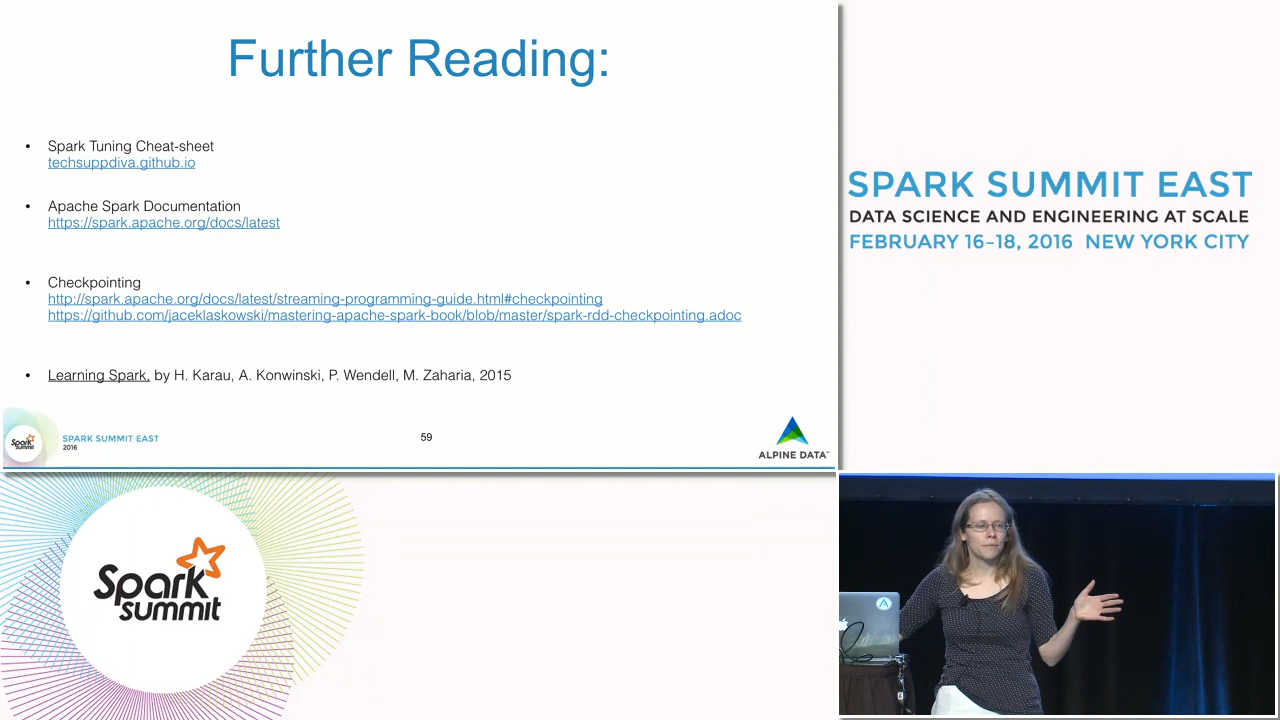 Further Reading:
• Spark Tuning Cheat-sheet
techsuppdiva.github.io
• Apache Spark Documentation
https://spark.apache.org/docs/latest
• Checkpointing
http://spark.apache.org/docs/latest/streaming-programming-guide.html#checkpointing
https://github.com/jaceklaskowski/mastering-apache-spark-book/blob/master/spark-rdd-checkpointing.adoc
• Learning Spark, by H. Karau, A. Konwinski, P. Wendell, M. Zaharia, 2015
Spark
summit
SPARK SUMMIT EAST
2016
59
ALPINE DATA™
SPARK SUMMIT EAST
DATA SCIENCE AND ENGINEERING AT SCALE
FEBRUARY 16–18, 2016 NEW YORK CITY
Spark
summit
A